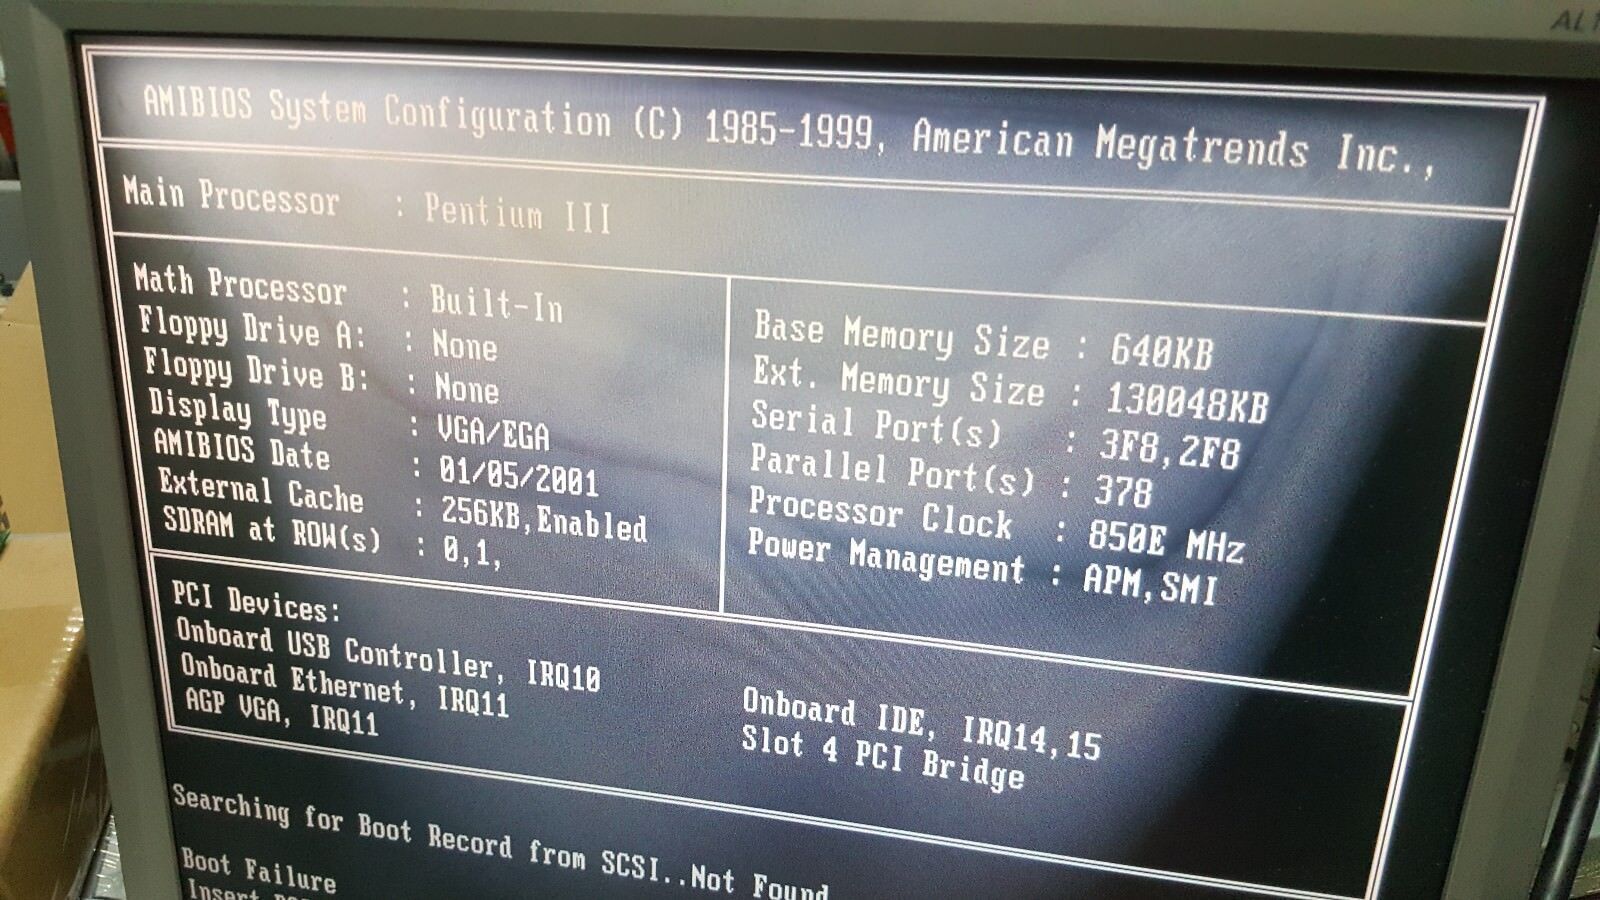 AMIBIOS System Configuration (C) 1985-1999, American Megatrends Inc.,
Main Processor : Pentium III
Math Processor : Built-In
Floppy Drive A: : None
Floppy Drive B: : None
Display Type : VGA/EGA
AMIBIOS Date : 01/05/2001
External Cache : 256KB,Enabled
SDRAM at ROW(s) : 0,1,
Base Memory Size : 640KB
Ext. Memory Size : 130048KB
Serial Port(s) : 3F8,2F8
Parallel Port(s) : 378
Processor Clock : 850E MHz
Power Management : APM,SMI
PCI Devices:
Onboard USB Controller, IRQ10
Onboard Ethernet, IRQ11
AGP VGA, IRQ11
Onboard IDE, IRQ14,15
Slot 4 PCI Bridge
Searching for Boot Record from SCSI..Not Found
Boot Failure
Insert